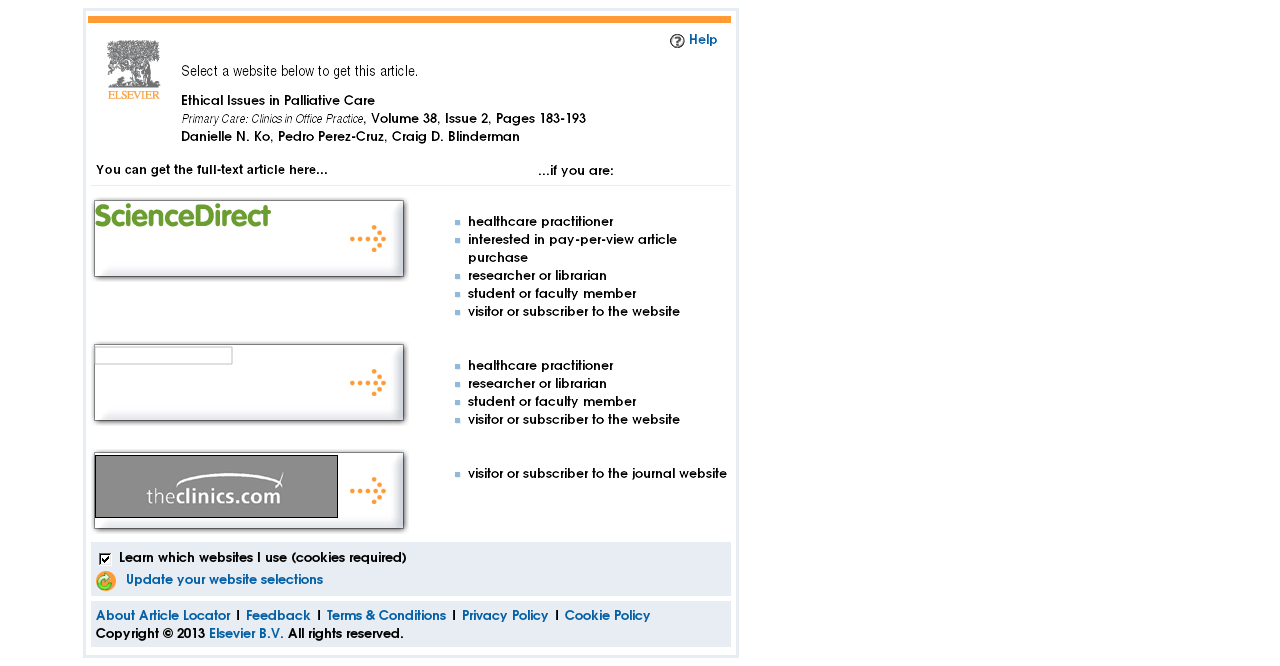 Help
ELSEVIER
Select a website below to get this article.
Ethical Issues in Palliative Care
Primary Care: Clinics in Office Practice, Volume 38, Issue 2, Pages 183-193
Danielle N. Ko, Pedro Perez-Cruz, Craig D. Blinderman
You can get the full-text article here...
...if you are:
ScienceDirect
healthcare practitioner
interested in pay-per-view article
purchase
researcher or librarian
student or faculty member
visitor or subscriber to the website
healthcare practitioner
researcher or librarian
student or faculty member
visitor or subscriber to the website
theclinics.com
visitor or subscriber to the journal website
Learn which websites I use (cookies required)
Update your website selections
About Article Locator | Feedback | Terms & Conditions | Privacy Policy | Cookie Policy
Copyright © 2013 Elsevier B.V. All rights reserved.